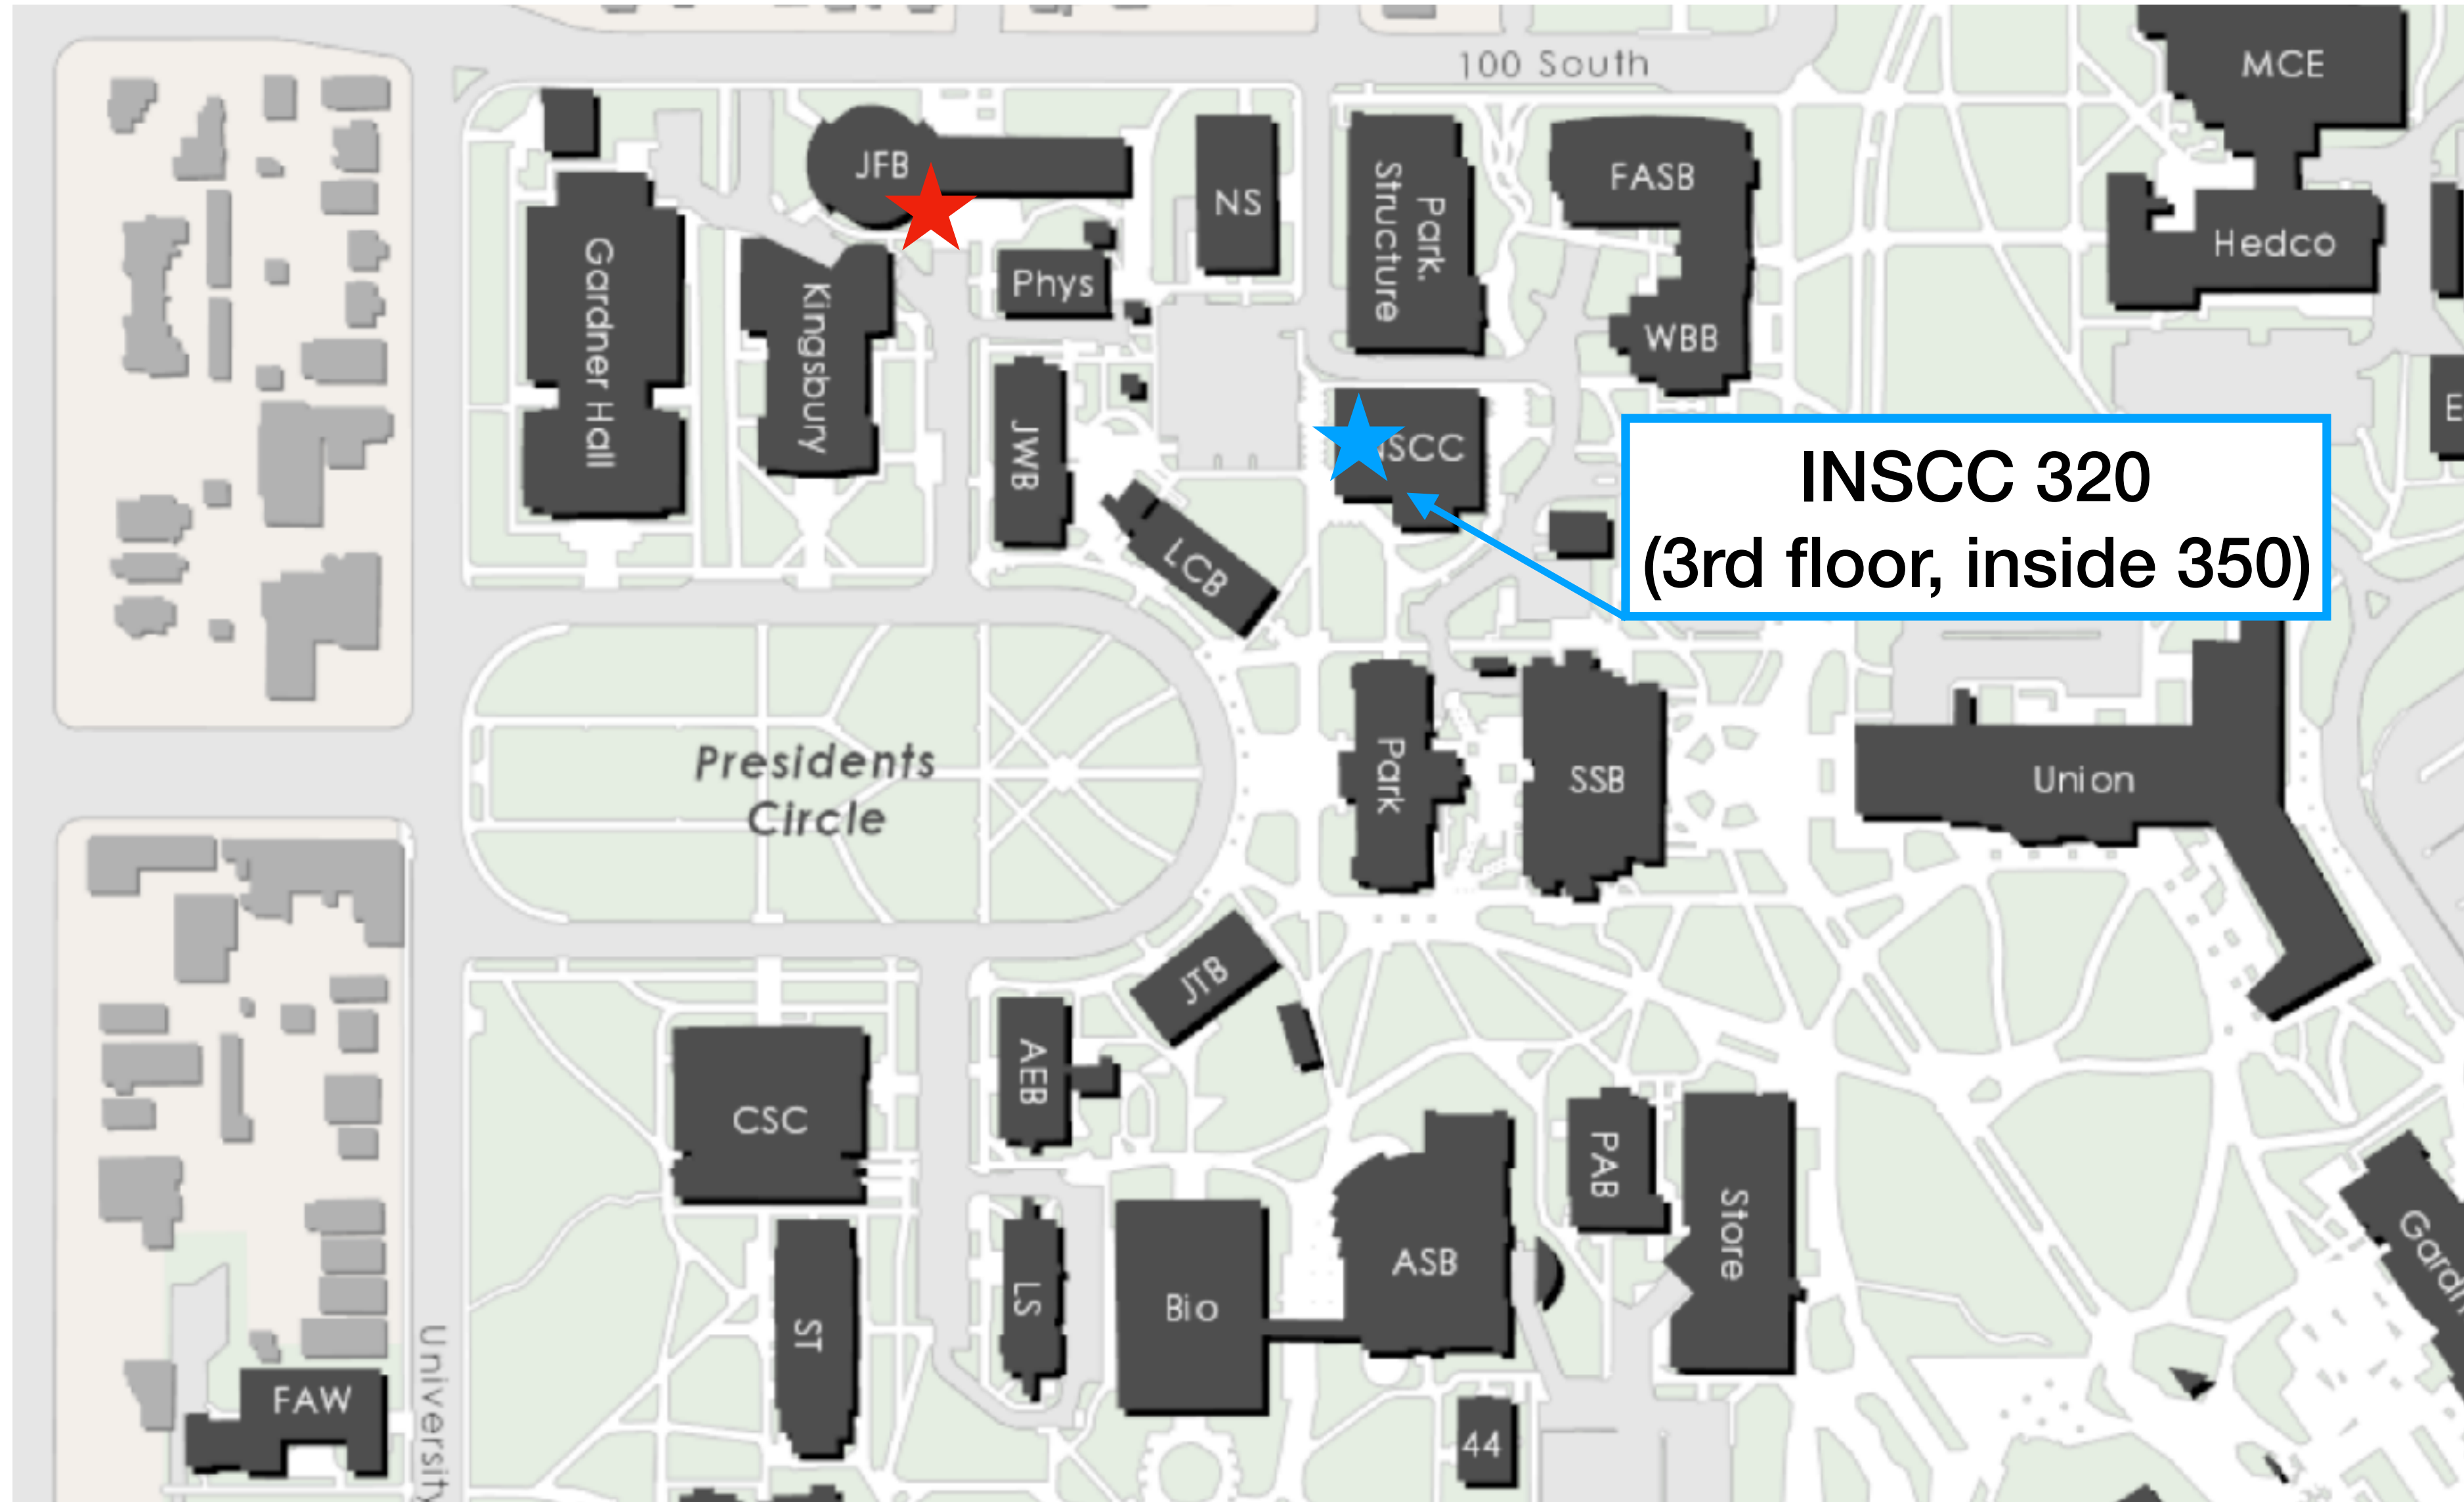 100 South
MCE
JFB
NS
Park.
Structure
FASB
Hedco
Gardner Hall
Kingsbury
Phys
WBB
JWB
SCC
INSCC 320
(3rd floor, inside 350)
LCB
Presidents
Circle
Park
SSB
Union
JTB
AEB
CSC
PAB
Store
LS
ASB
Bio
ST
University
FAW
44